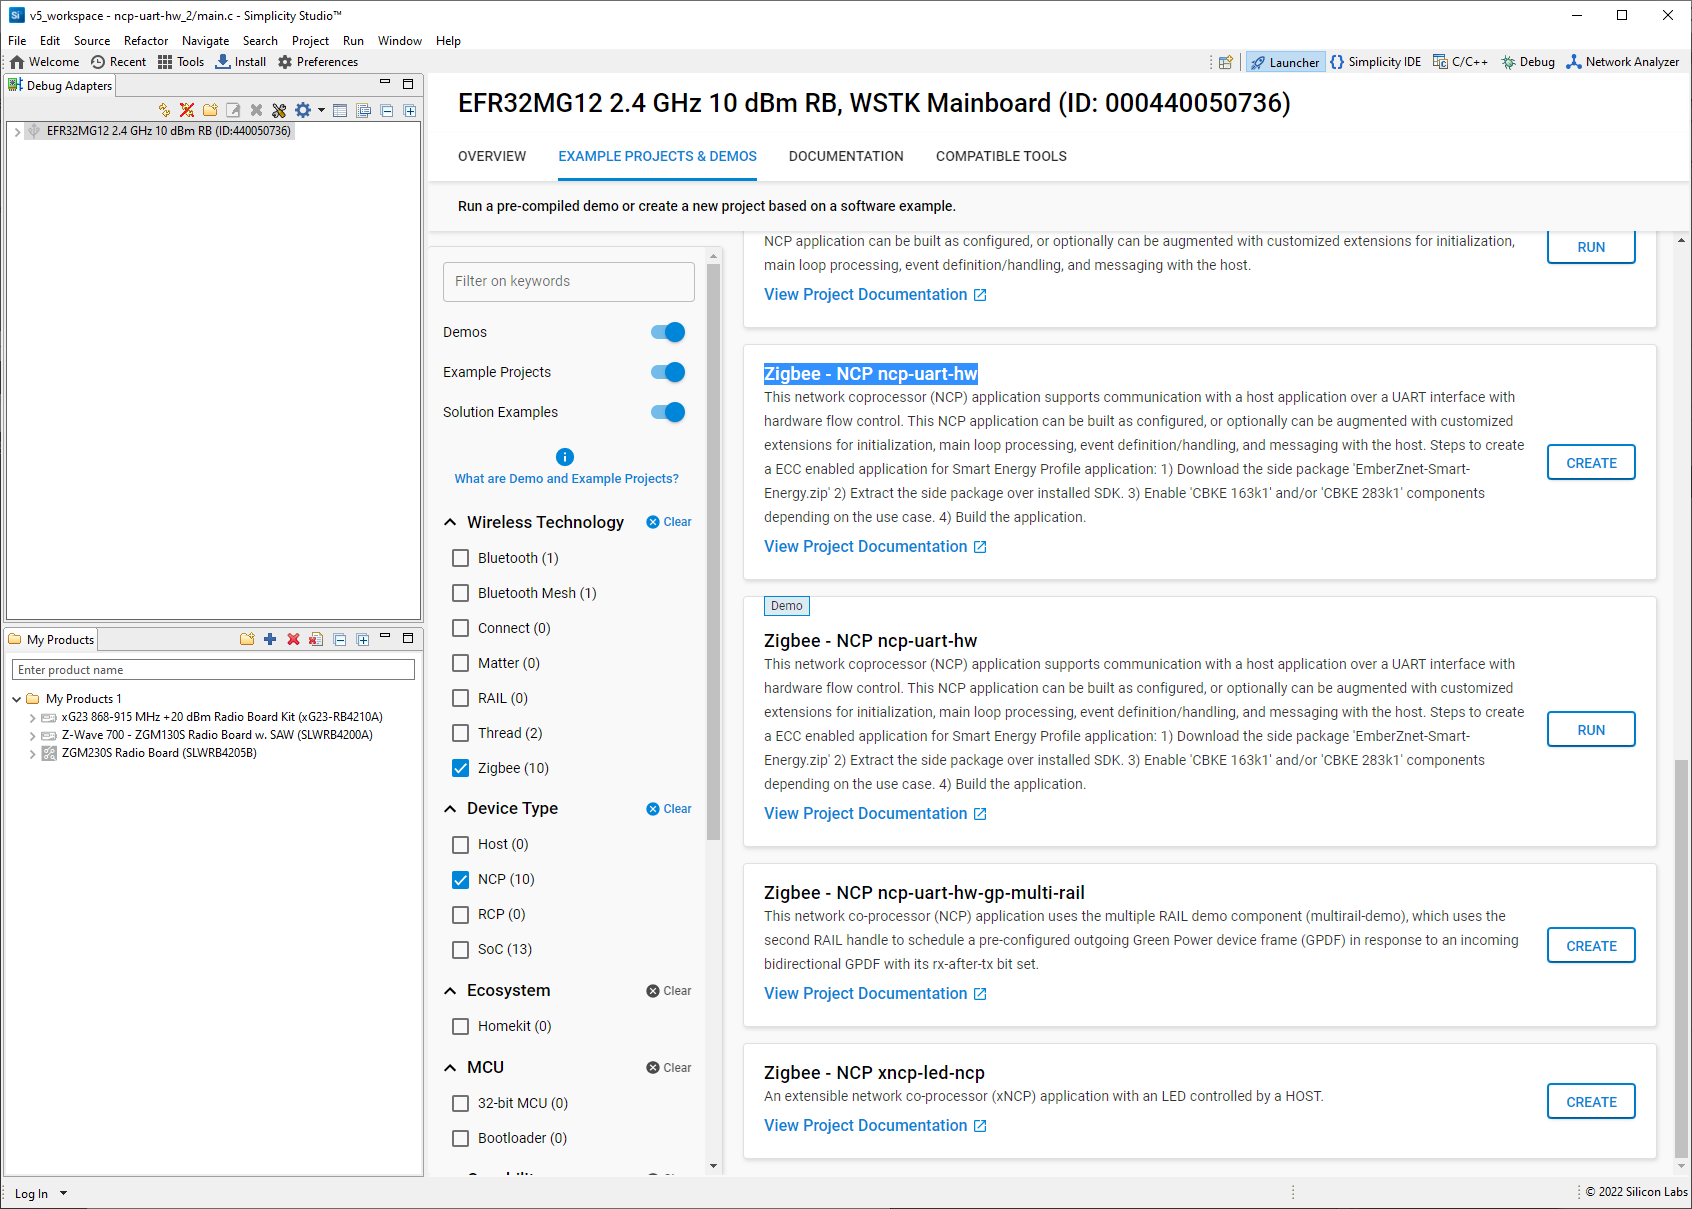 v5_workspace - ncp-uart-hw_2/main.c - Simplicity Studio™
File Edit Source Refactor Navigate Search Project Run Window Help
Welcome Recent Tools Install Preferences
Launcher Simplicity IDE C/C++ Debug Network Analyzer
Debug Adapters
EFR32MG12 2.4 GHz 10 dBm RB (ID:440050736)
My Products
Enter product name
My Products 1
xG23 868-915 MHz +20 dBm Radio Board Kit (xG23-RB4210A)
Z-Wave 700 - ZGM130S Radio Board w. SAW (SLWRB4200A)
ZGM230S Radio Board (SLWRB4205B)
EFR32MG12 2.4 GHz 10 dBm RB, WSTK Mainboard (ID: 000440050736)
OVERVIEW EXAMPLE PROJECTS & DEMOS DOCUMENTATION COMPATIBLE TOOLS
Run a pre-compiled demo or create a new project based on a software example.
Filter on keywords
Demos
Example Projects
Solution Examples
What are Demo and Example Projects?
Wireless Technology Clear
Bluetooth (1)
Bluetooth Mesh (1)
Connect (0)
Matter (0)
RAIL (0)
Thread (2)
Zigbee (10)
Device Type Clear
Host (0)
NCP (10)
RCP (0)
SoC (13)
Ecosystem Clear
Homekit (0)
MCU Clear
32-bit MCU (0)
Bootloader (0)
NCP application can be built as configured, or optionally can be augmented with customized extensions for initialization,
main loop processing, event definition/handling, and messaging with the host.
View Project Documentation
RUN
Zigbee - NCP ncp-uart-hw
This network coprocessor (NCP) application supports communication with a host application over a UART interface with
hardware flow control. This NCP application can be built as configured, or optionally can be augmented with customized
extensions for initialization, main loop processing, event definition/handling, and messaging with the host. Steps to create
a ECC enabled application for Smart Energy Profile application: 1) Download the side package 'EmberZnet-Smart-
Energy.zip' 2) Extract the side package over installed SDK. 3) Enable 'CBKE 163k1' and/or 'CBKE 283k1' components
depending on the use case. 4) Build the application.
View Project Documentation
CREATE
Demo
Zigbee - NCP ncp-uart-hw
This network coprocessor (NCP) application supports communication with a host application over a UART interface with
hardware flow control. This NCP application can be built as configured, or optionally can be augmented with customized
extensions for initialization, main loop processing, event definition/handling, and messaging with the host. Steps to create
a ECC enabled application for Smart Energy Profile application: 1) Download the side package 'EmberZnet-Smart-
Energy.zip' 2) Extract the side package over installed SDK. 3) Enable 'CBKE 163k1' and/or 'CBKE 283k1' components
depending on the use case. 4) Build the application.
View Project Documentation
RUN
Zigbee - NCP ncp-uart-hw-gp-multi-rail
This network co-processor (NCP) application uses the multiple RAIL demo component (multirail-demo), which uses the
second RAIL handle to schedule a pre-configured outgoing Green Power device frame (GPDF) in response to an incoming
bidirectional GPDF with its rx-after-tx bit set.
View Project Documentation
CREATE
Zigbee - NCP xncp-led-ncp
An extensible network co-processor (xNCP) application with an LED controlled by a HOST.
View Project Documentation
CREATE
Log In
© 2022 Silicon Labs